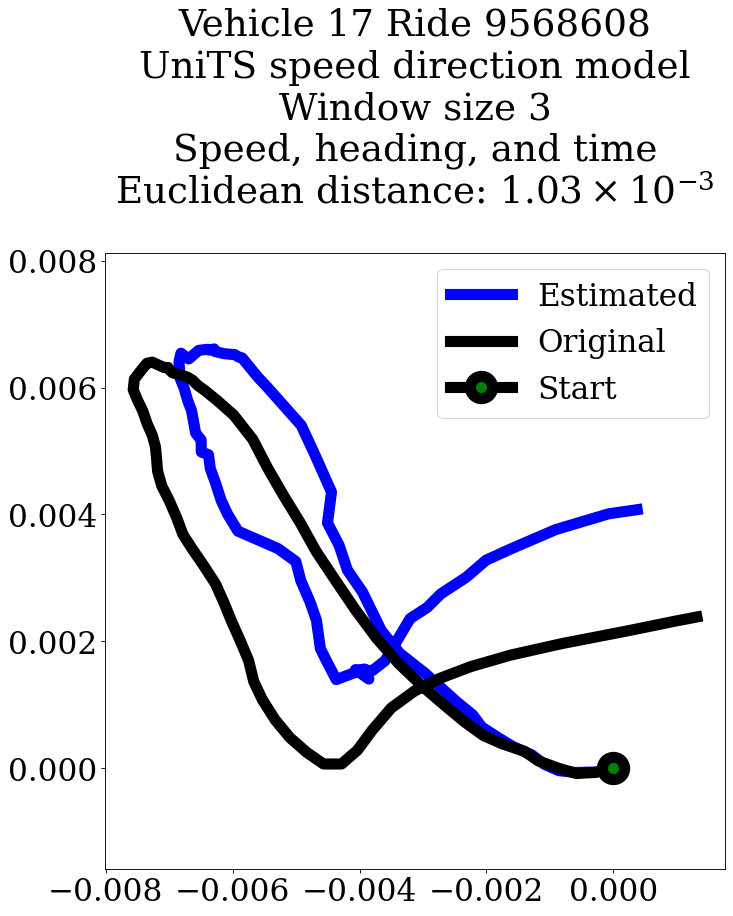 Vehicle 17 Ride 9568608
UniTS speed direction model
Window size 3
Speed, heading, and time
Euclidean distance: 1.03 × 10⁻³
0.008
Estimated
Original
Start
0.006
0.004
0.002
0.000
−0.008 −0.006 −0.004 −0.002 0.000